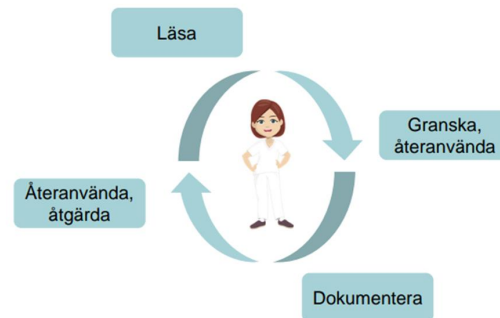 Läsa
Granska,
återanvända
Återanvända,
åtgärda
Dokumentera